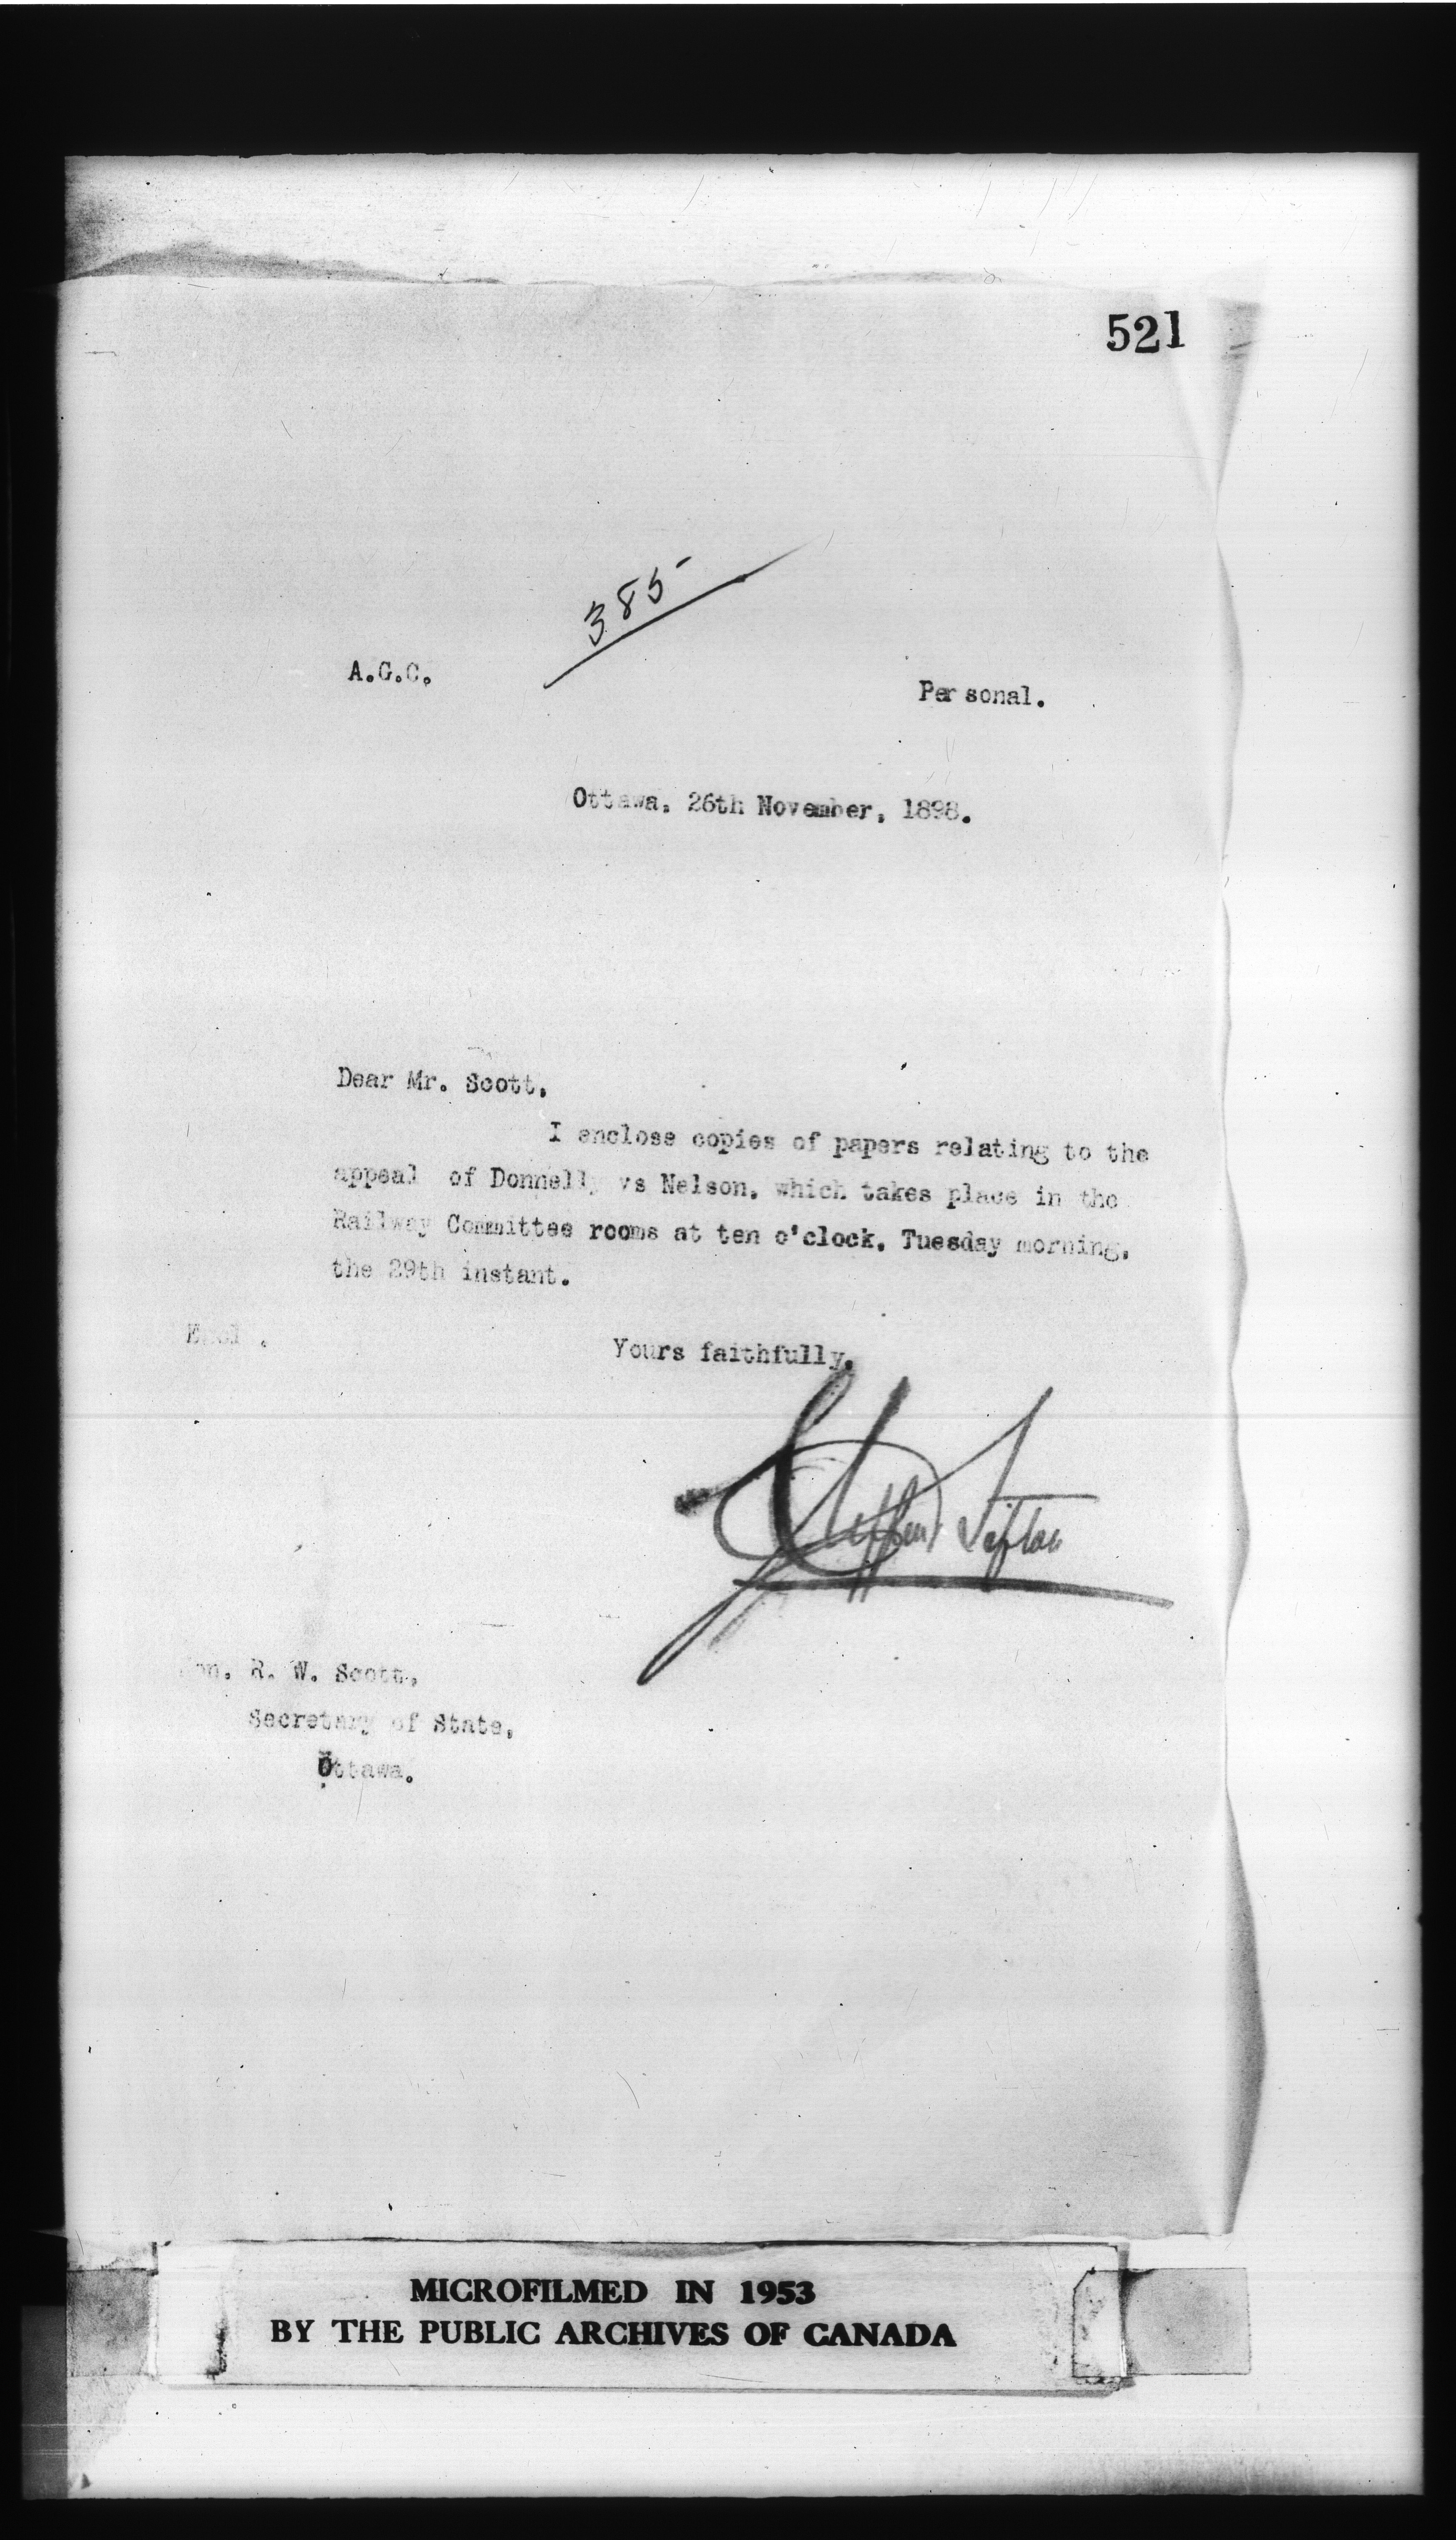 521
385
A.G.C.
Personal.
Ottawa, 26th November, 1898.
Dear Mr. Scott,
I enclose copies of papers relating to the
appeal of Donnelly vs Nelson, which takes place in the
Railway Committee rooms at ten o'clock, Tuesday morning,
the 29th instant.
Encl.
Yours faithfully,
Clifford Sifton
Hon. R. W. Scott,
Secretary of State,
Ottawa.
MICROFILMED IN 1953
BY THE PUBLIC ARCHIVES OF CANADA